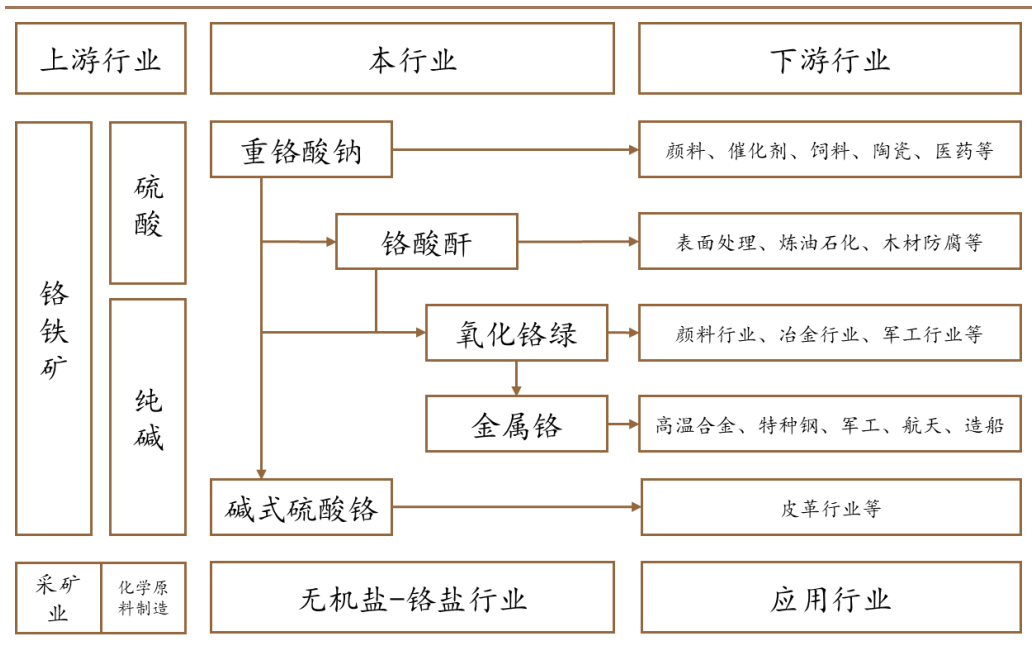 上游行业
本行业
下游行业
铬铁矿
硫酸
纯碱
重铬酸钠
颜料、催化剂、饲料、陶瓷、医药等
铬酸酐
表面处理、炼油石化、木材防腐等
氧化铬绿
颜料行业、冶金行业、军工行业等
金属铬
高温合金、特种钢、军工、航天、造船
碱式硫酸铬
皮革行业等
采矿
业
化学原
料制造
无机盐-铬盐行业
应用行业